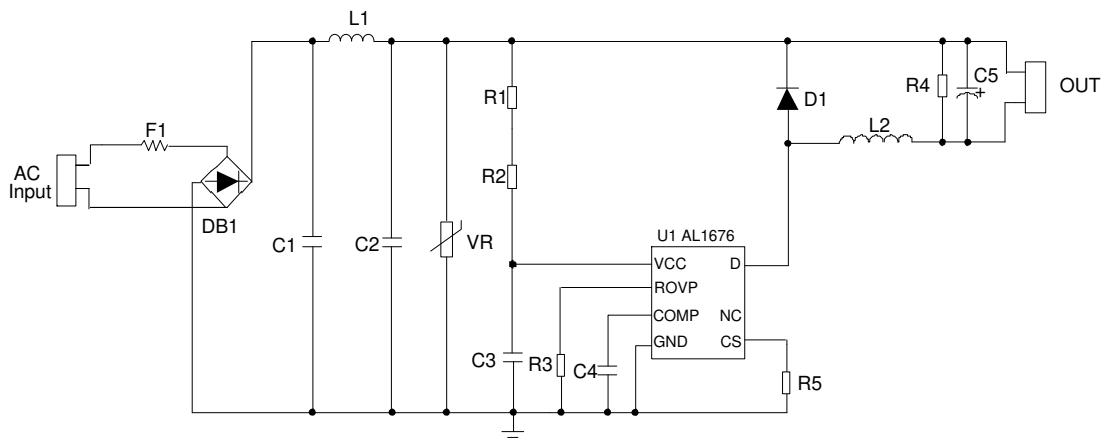 L1
F1
AC
Input
DB1
C1
C2
VR
R1
R2
C3
R3
C4
U1 AL1676
VCC
D
ROVP
COMP
NC
GND
CS
R5
D1
L2
R4
C5
+
OUT